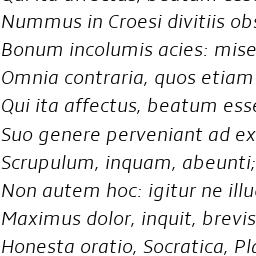 Qui ita affectus, beatum esse
Nummus in Croesi divitiis obs
Bonum incolumis acies: mise
Omnia contraria, quos etiam
Qui ita affectus, beatum esse
Suo genere perveniant ad ex
Scrupulum, inquam, abeunti;
Non autem hoc: igitur ne illu
Maximus dolor, inquit, brevis
Honesta oratio, Socratica, Pla